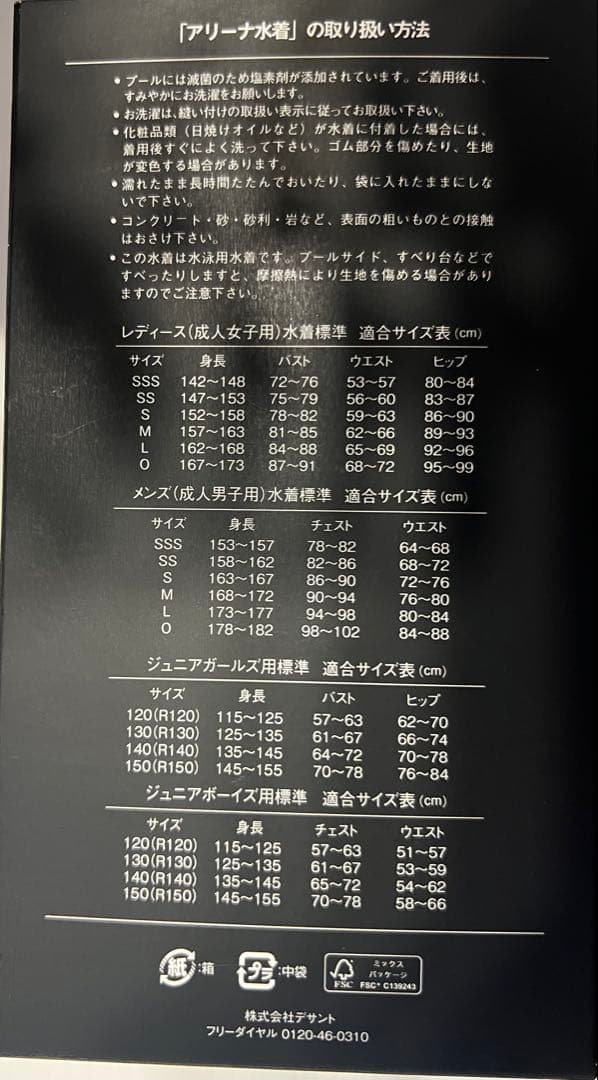 「アリーナ水着」の取り扱い方法
● プールには滅菌のため塩素剤が添加されています。ご着用後は、
すみやかにお洗濯をお願いします。
● お洗濯は、縫い付けの取扱い表示に従ってお取扱い下さい。
● 化粧品類（日焼けオイルなど）が水着に付着した場合には、
着用後すぐによく洗って下さい。ゴム部分を傷めたり、生地
が変色する場合があります。
● 濡れたまま長時間たたんでおいたり、袋に入れたままにしな
いで下さい。
● コンクリート・砂・砂利・岩など、表面の粗いものとの接触
はおさけ下さい。
● この水着は水泳用水着です。プールサイド、すべり台などで
すべったりしますと、摩擦熱により生地を傷める場合があり
ますのでご注意下さい。
レディース(成人女子用)水着標準 適合サイズ表(cm)
サイズ 身長 バスト ウエスト ヒップ
SSS 142〜148 72〜76 53〜57 80〜84
SS 147〜153 75〜79 56〜60 83〜87
S 152〜158 78〜82 59〜63 86〜90
M 157〜163 81〜85 62〜66 89〜93
L 162〜168 84〜88 65〜69 92〜96
O 167〜173 87〜91 68〜72 95〜99
メンズ(成人男子用)水着標準 適合サイズ表(cm)
サイズ 身長 チェスト ウエスト
SSS 153〜157 78〜82 64〜68
SS 158〜162 82〜86 68〜72
S 163〜167 86〜90 72〜76
M 168〜172 90〜94 76〜80
L 173〜177 94〜98 80〜84
O 178〜182 98〜102 84〜88
ジュニアガールズ用標準 適合サイズ表(cm)
サイズ 身長 バスト ヒップ
120(R120) 115〜125 57〜63 62〜70
130(R130) 125〜135 61〜67 66〜74
140(R140) 135〜145 64〜72 70〜78
150(R150) 145〜155 70〜78 76〜84
ジュニアボーイズ用標準 適合サイズ表(cm)
サイズ 身長 チェスト ウエスト
120(R120) 115〜125 57〜63 51〜57
130(R130) 125〜135 61〜67 53〜59
140(R140) 135〜145 65〜72 54〜62
150(R150) 145〜155 70〜78 58〜66
紙:箱 プラ:中袋
ミックス
パッケージ
FSC FSC® C139243
株式会社デサント
フリーダイヤル 0120-46-0310